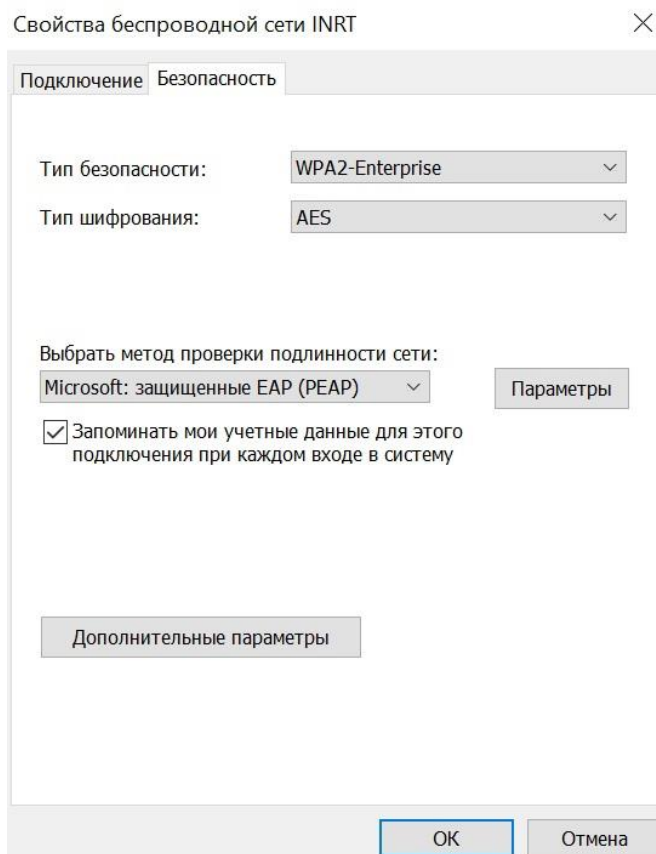 Свойства беспроводной сети INRT
Подключение Безопасность
Тип безопасности: WPA2-Enterprise
Тип шифрования: AES
Выбрать метод проверки подлинности сети:
Microsoft: защищенные EAP (PEAP) Параметры
Запоминать мои учетные данные для этого
подключения при каждом входе в систему
Дополнительные параметры
ОК Отмена